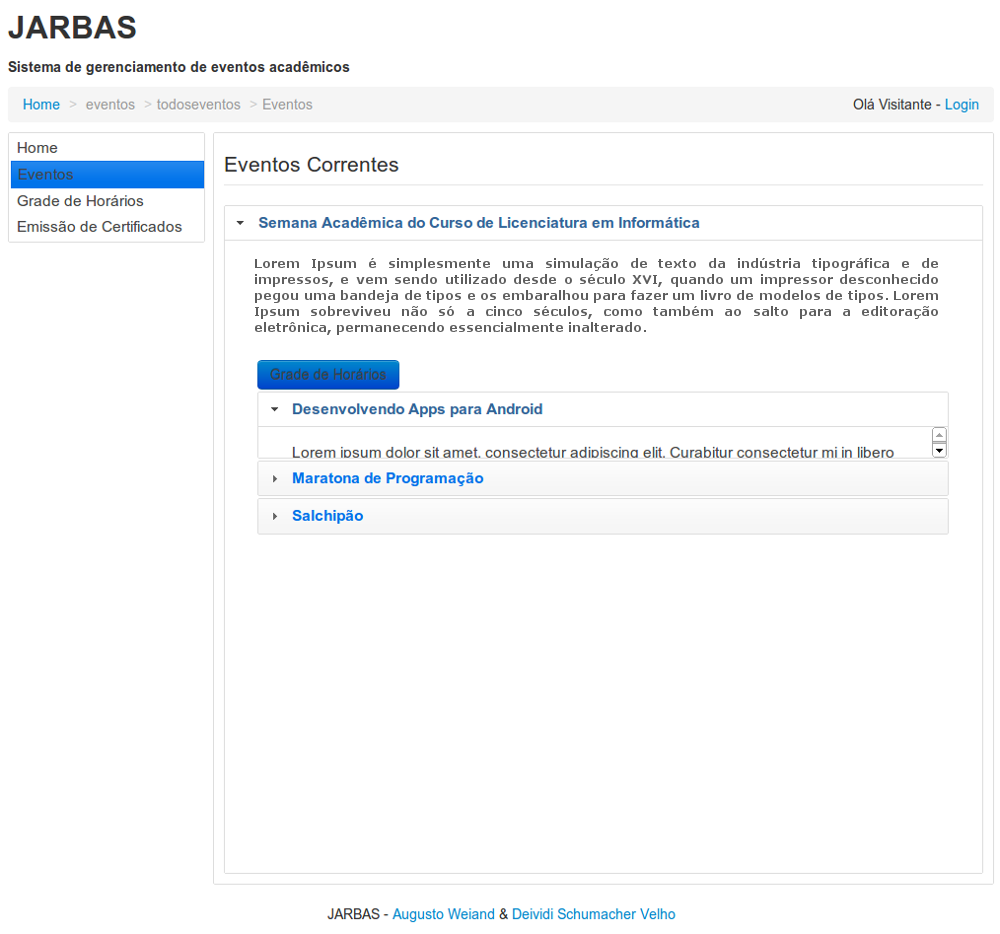 JARBAS
Sistema de gerenciamento de eventos acadêmicos
Home > eventos > todoseventos > Eventos Olá Visitante - Login
Home
Eventos
Grade de Horários
Emissão de Certificados
Eventos Correntes
Semana Acadêmica do Curso de Licenciatura em Informática
Lorem Ipsum é simplesmente uma simulação de texto da indústria tipográfica e de
impressos, e vem sendo utilizado desde o século XVI, quando um impressor desconhecido
pegou uma bandeja de tipos e os embaralhou para fazer um livro de modelos de tipos. Lorem
Ipsum sobreviveu não só a cinco séculos, como também ao salto para a editoração
eletrônica, permanecendo essencialmente inalterado.
Grade de Horários
Desenvolvendo Apps para Android
Lorem ipsum dolor sit amet, consectetur adipiscing elit. Curabitur consectetur mi in libero
Maratona de Programação
Salchipão
JARBAS - Augusto Weiand & Deividi Schumacher Velho